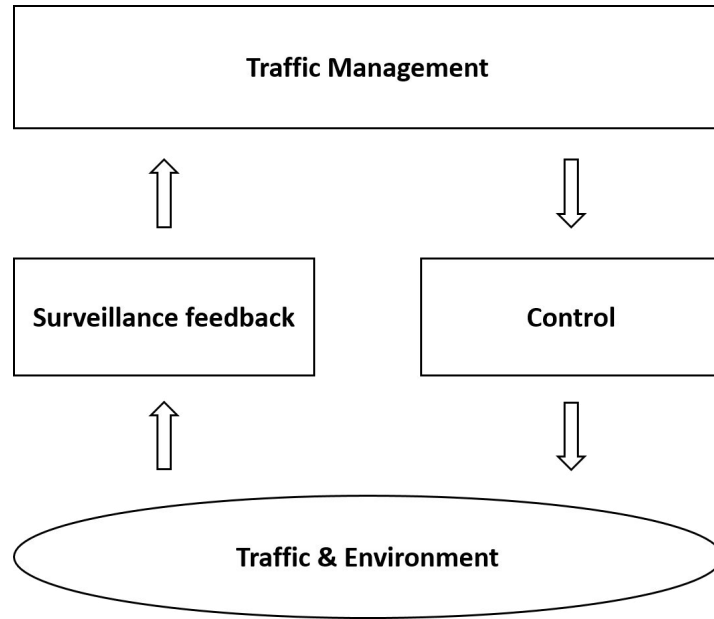 Traffic Management
Surveillance feedback
Control
Traffic & Environment